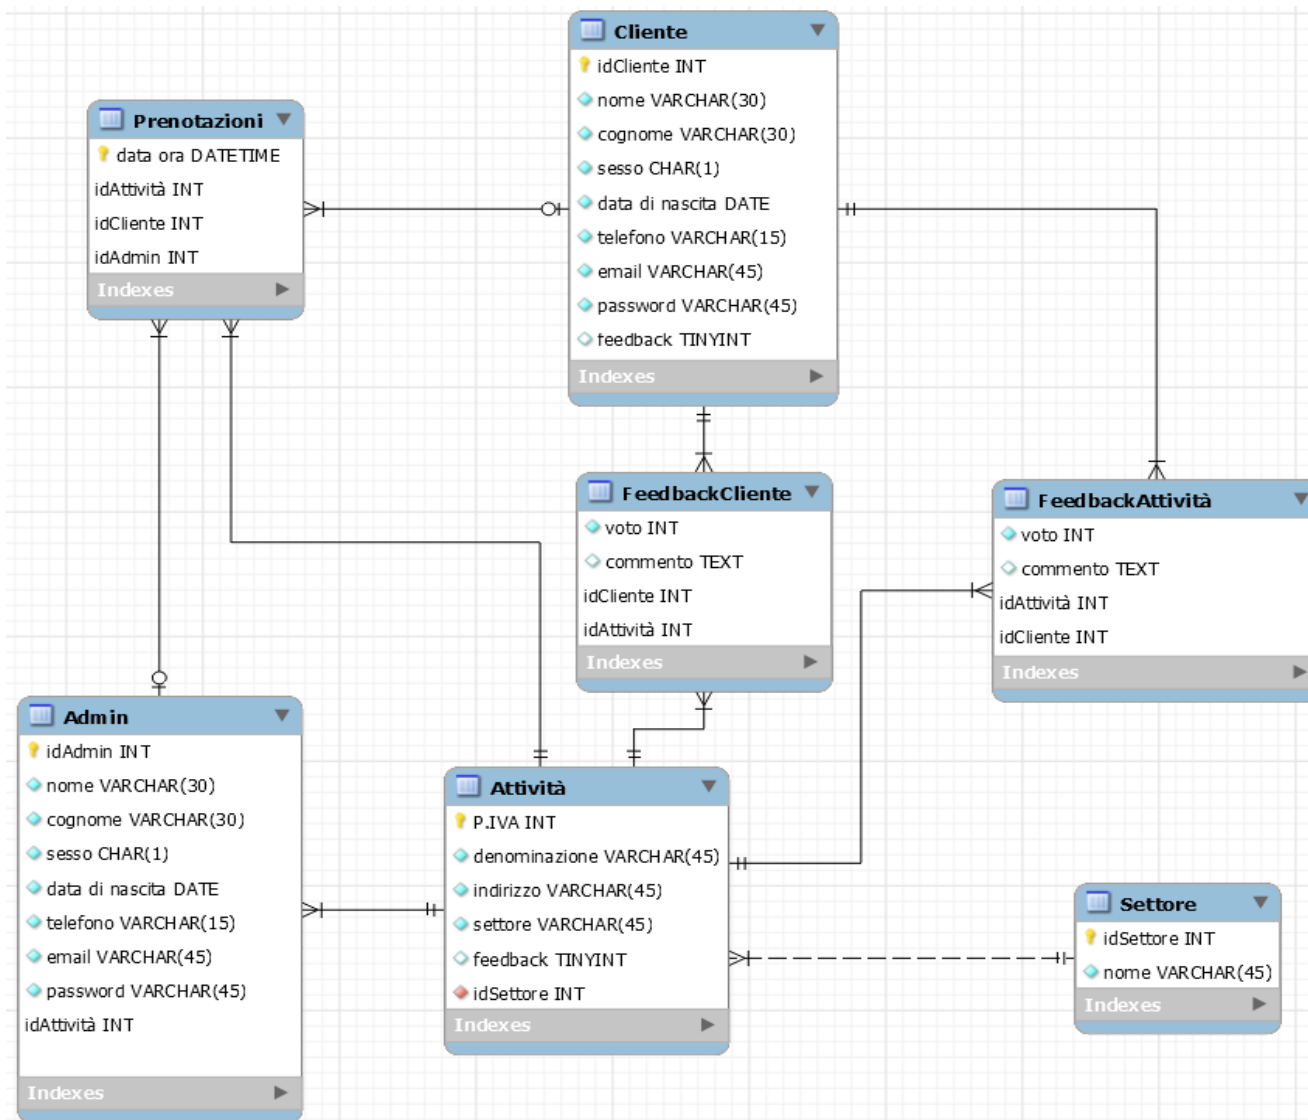 Cliente
idCliente INT
nome VARCHAR(30)
cognome VARCHAR(30)
sesso CHAR(1)
data di nascita DATE
telefono VARCHAR(15)
email VARCHAR(45)
password VARCHAR(45)
feedback TINYINT
Indexes
Prenotazioni
data ora DATETIME
idAttività INT
idCliente INT
idAdmin INT
Indexes
FeedbackCliente
voto INT
commento TEXT
idCliente INT
idAttività INT
Indexes
FeedbackAttività
voto INT
commento TEXT
idAttività INT
idCliente INT
Indexes
Admin
idAdmin INT
nome VARCHAR(30)
cognome VARCHAR(30)
sesso CHAR(1)
data di nascita DATE
telefono VARCHAR(15)
email VARCHAR(45)
password VARCHAR(45)
idAttività INT
Indexes
Attività
P.IVA INT
denominazione VARCHAR(45)
indirizzo VARCHAR(45)
settore VARCHAR(45)
feedback TINYINT
idSettore INT
Indexes
Settore
idSettore INT
nome VARCHAR(45)
Indexes